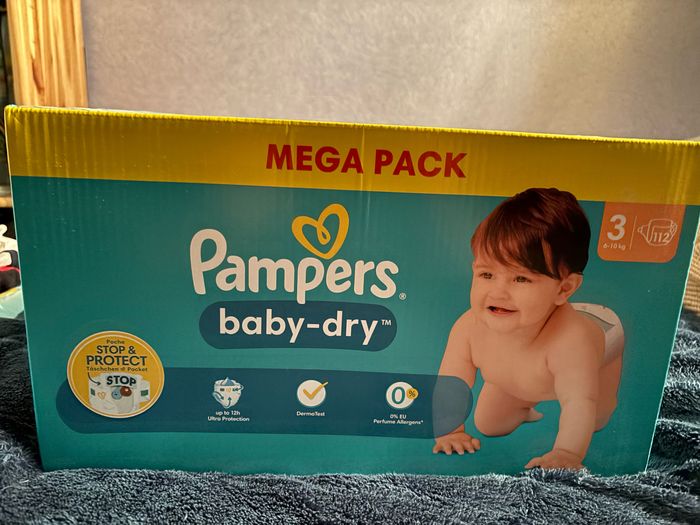 MEGA PACK
3
6-10 kg
112
Pampers®
baby-dry™
Poche
STOP &
PROTECT
Täschchen Pocket
STOP
up to 12h
Ultra Protection
DermaTest
0%
0% EU
Perfume Allergens*